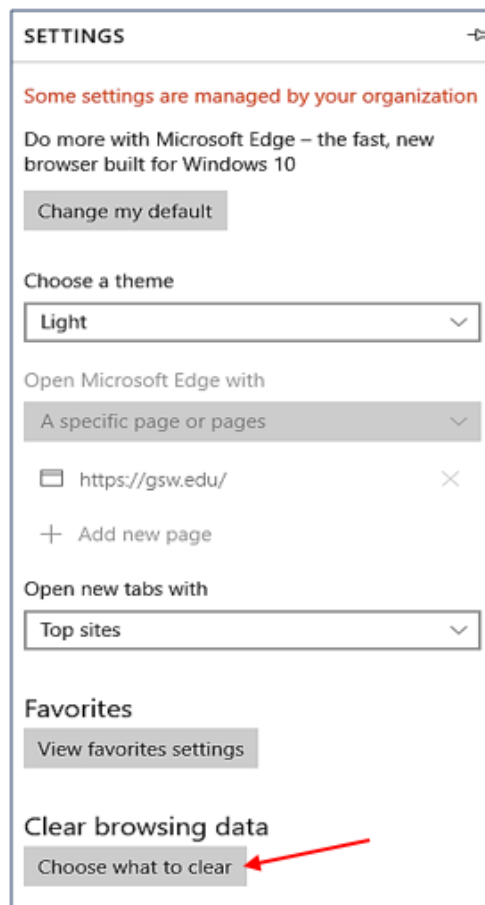 SETTINGS
Some settings are managed by your organization
Do more with Microsoft Edge – the fast, new
browser built for Windows 10
Change my default
Choose a theme
Light
Open Microsoft Edge with
A specific page or pages
https://gsw.edu/
Add new page
Open new tabs with
Top sites
Favorites
View favorites settings
Clear browsing data
Choose what to clear